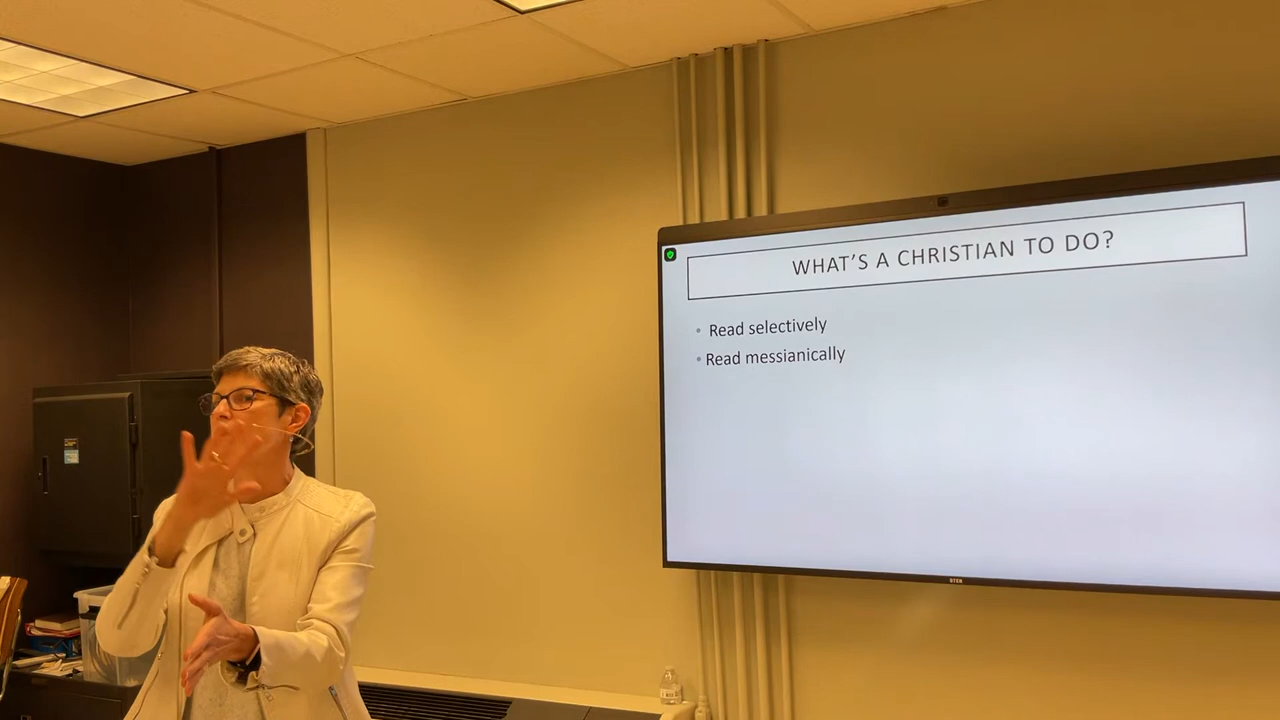 WHAT'S A CHRISTIAN TO DO?
• Read selectively
• Read messianically